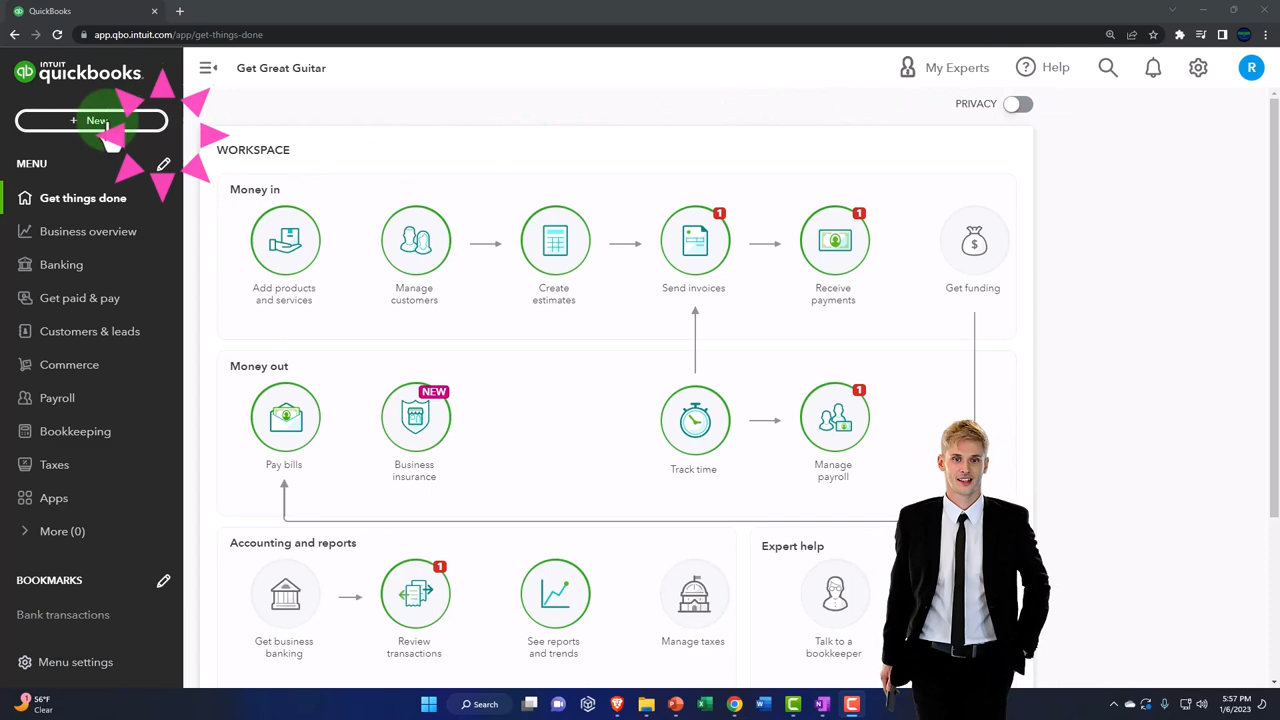 QuickBooks
app.qbo.intuit.com/app/get-things-done
INTUIT
quickbooks.
Get Great Guitar
My Experts
Help
R
+ New
PRIVACY
MENU
Get things done
Business overview
Banking
Get paid & pay
Customers & leads
Commerce
Payroll
Bookkeeping
Taxes
Apps
More (0)
BOOKMARKS
Bank transactions
Menu settings
WORKSPACE
Money in
1
1
Add products
and services
Manage
customers
Create
estimates
Send invoices
Receive
payments
Get funding
Money out
NEW
1
Pay bills
Business
insurance
Track time
Manage
payroll
Accounting and reports
1
Get business
banking
Review
transactions
See reports
and trends
Manage taxes
Expert help
Talk to a
bookkeeper
1
56°F
Clear
Search
5:57 PM
1/6/2023